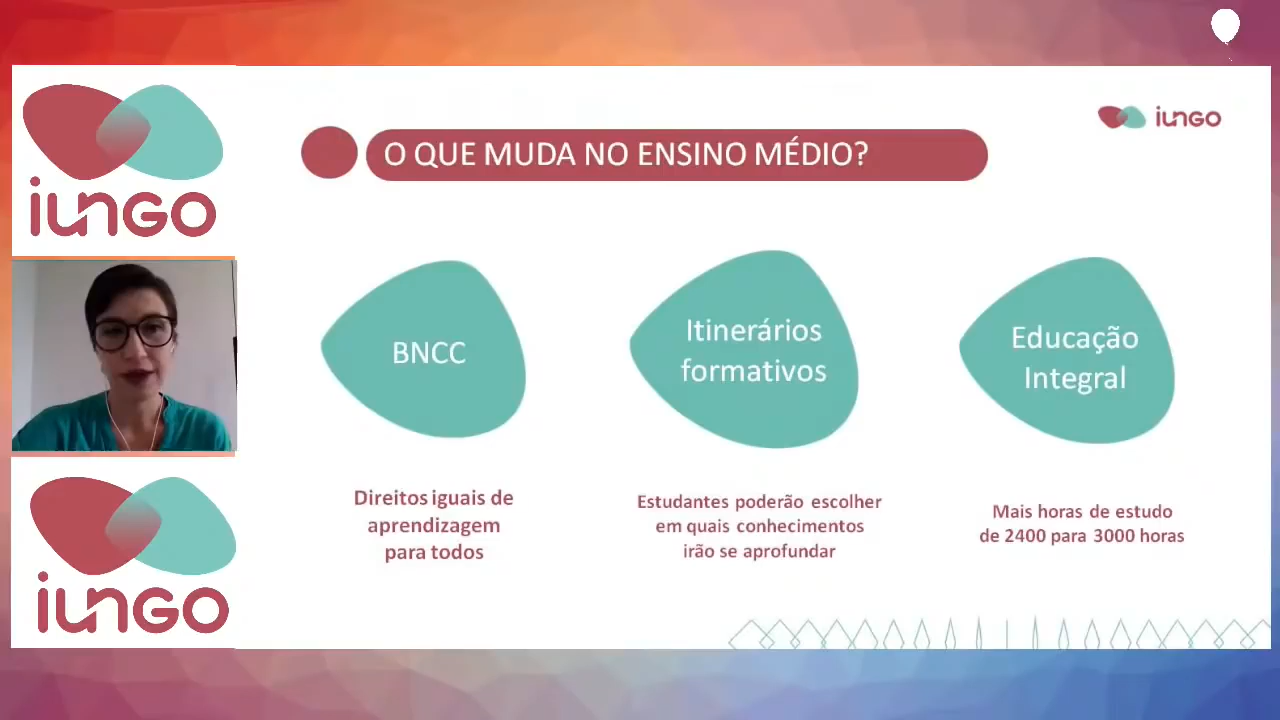 iungo
iungo
O QUE MUDA NO ENSINO MÉDIO?
BNCC
Itinerários
formativos
Educação
Integral
Direitos iguais de
aprendizagem
para todos
Estudantes poderão escolher
em quais conhecimentos
irão se aprofundar
Mais horas de estudo
de 2400 para 3000 horas
iungo